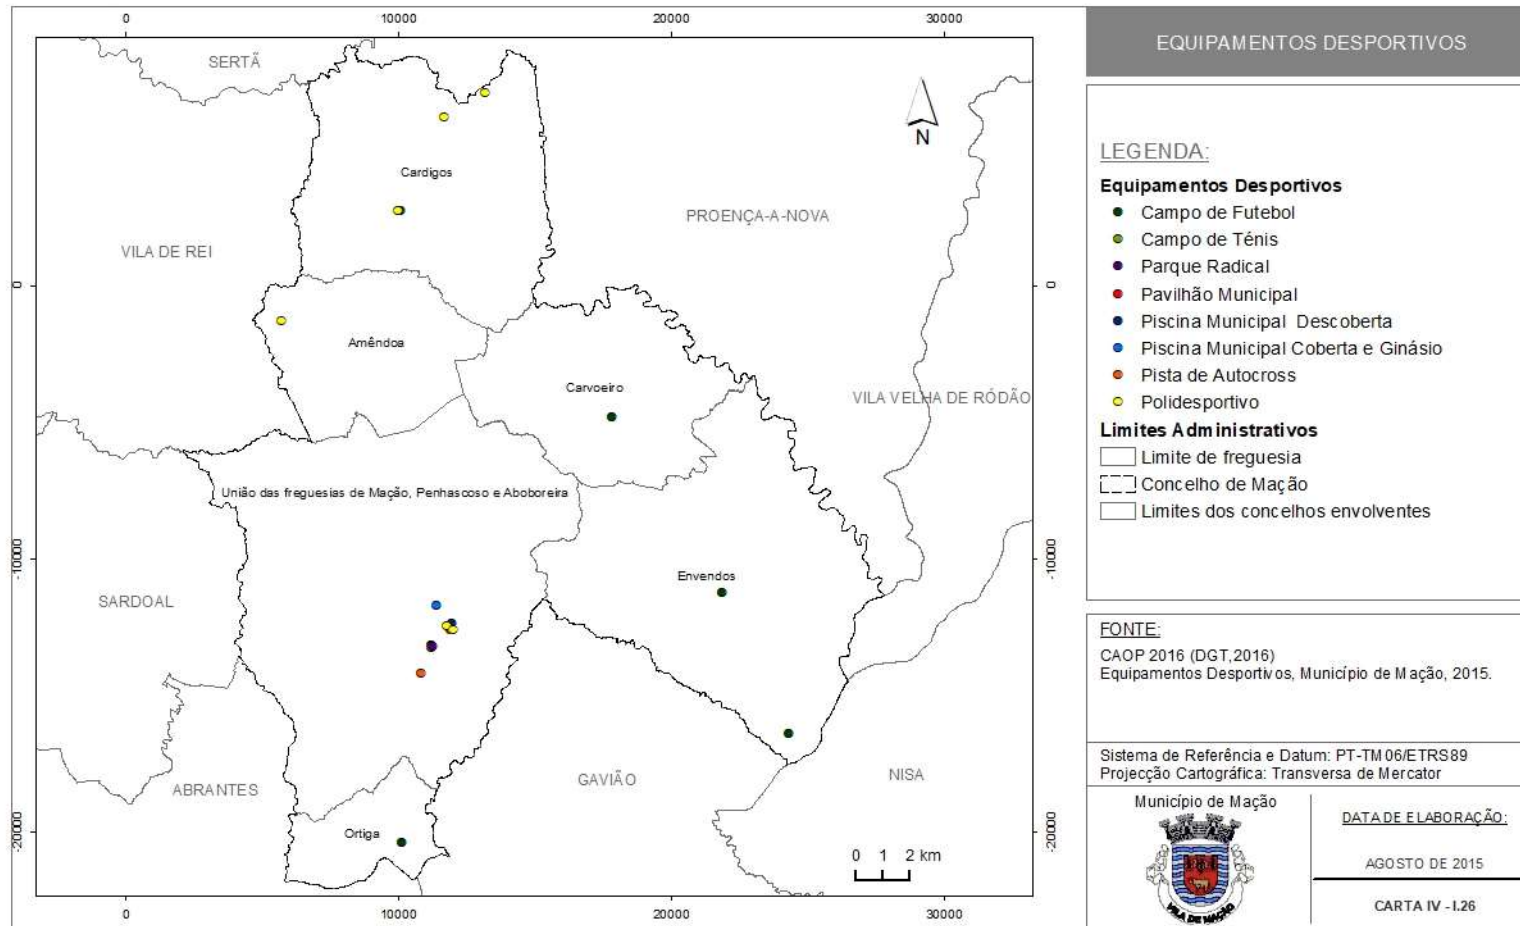 0 10000 20000 30000
SERTÃ
Cardigos
N
PROENÇA-A-NOVA
VILA DE REI
0
0
Amêndoa
Carvoeiro
VILA VELHA DE RÓDÃO
União das freguesias de Mação, Penhascoso e Aboboreira
-10000
-10000
Envendos
SARDOAL
ABRANTES
GAVIÃO
NISA
Ortiga
-20000
-20000
0 1 2 km
0 10000 20000 30000
EQUIPAMENTOS DESPORTIVOS
LEGENDA:
Equipamentos Desportivos
Campo de Futebol
Campo de Ténis
Parque Radical
Pavilhão Municipal
Piscina Municipal Descoberta
Piscina Municipal Coberta e Ginásio
Pista de Autocross
Polidesportivo
Limites Administrativos
Limite de freguesia
Concelho de Mação
Limites dos concelhos envolventes
FONTE:
CAOP 2016 (DGT,2016)
Equipamentos Desportivos, Município de Mação, 2015.
Sistema de Referência e Datum: PT-TM06/ETRS89
Projecção Cartográfica: Transversa de Mercator
Município de Mação
VILA DE MAÇÃO
DATA DE ELABORAÇÃO:
AGOSTO DE 2015
CARTA IV - I.26